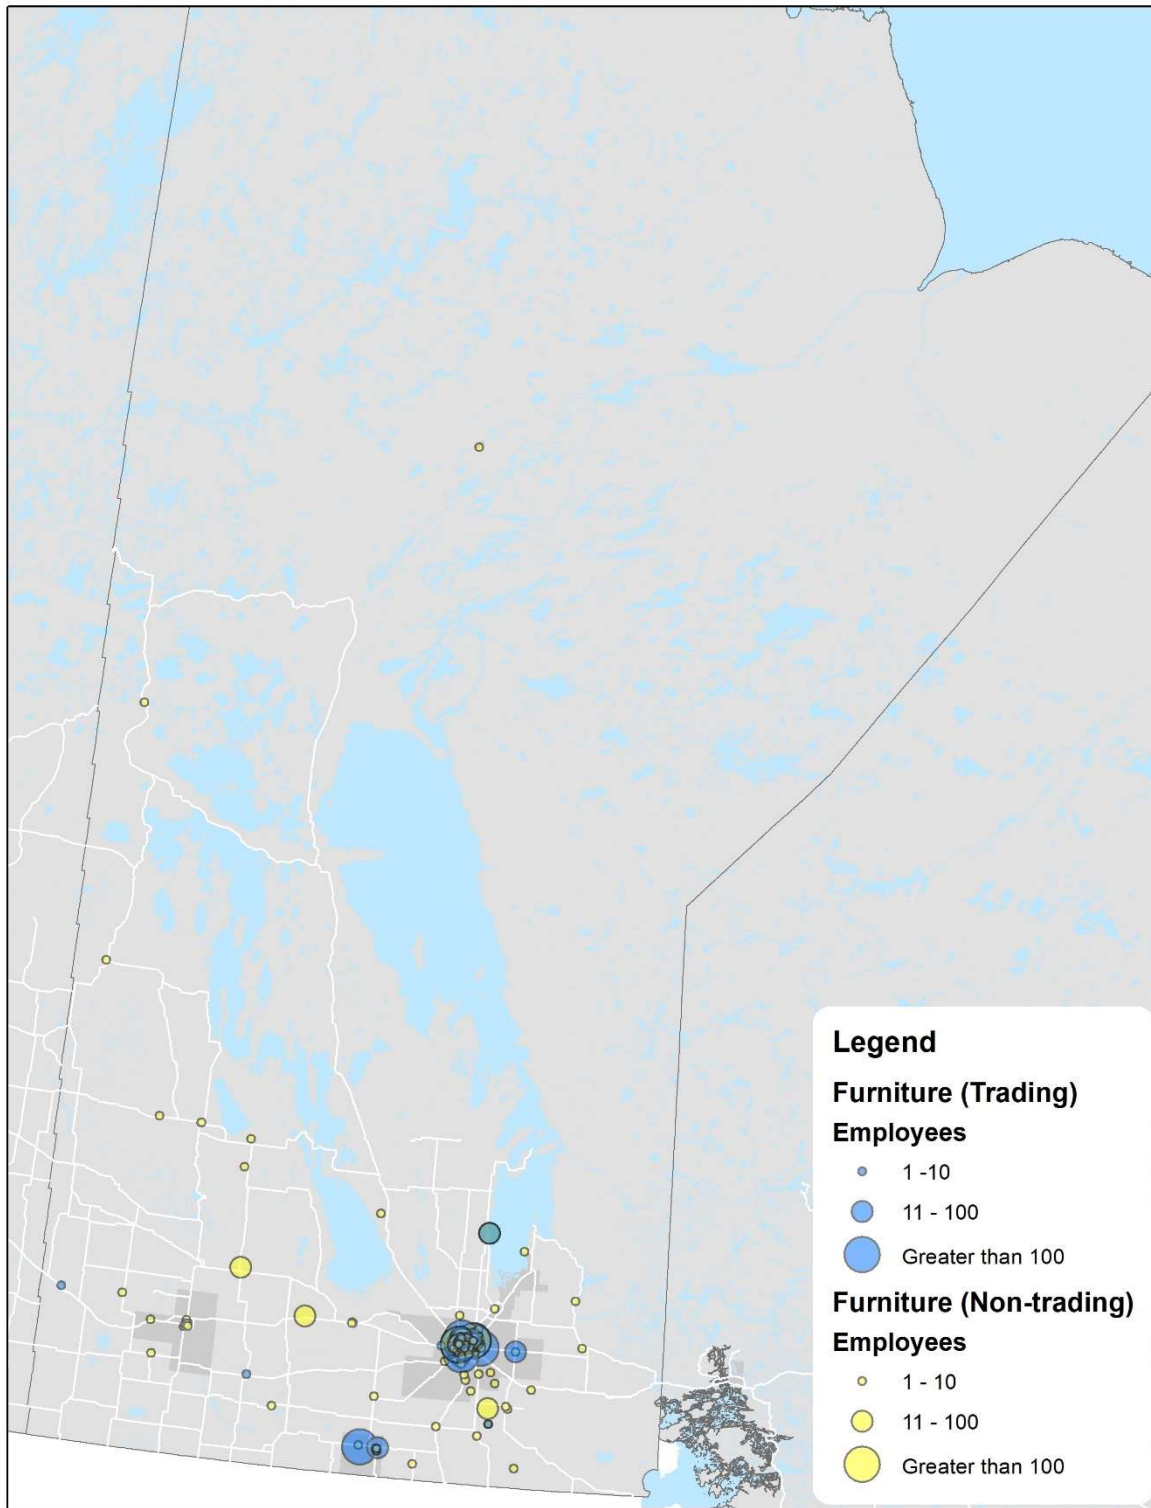 Legend
Furniture (Trading)
Employees
1 -10
11 - 100
Greater than 100
Furniture (Non-trading)
Employees
1 - 10
11 - 100
Greater than 100